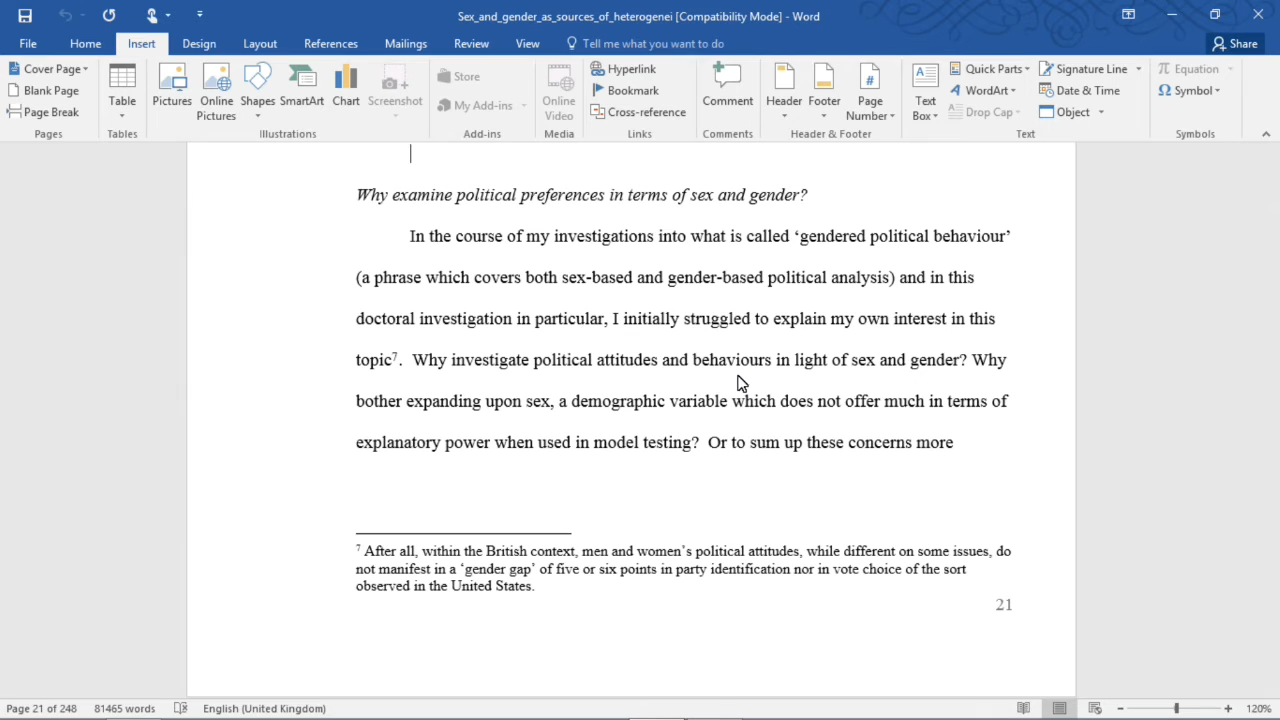 Sex_and_gender_as_sources_of_heterogenei [Compatibility Mode] - Word
File Home Insert Design Layout References Mailings Review View Tell me what you want to do Share
Cover Page
Blank Page
Page Break
Pages
Table
Tables
Pictures
Online Pictures
Shapes
SmartArt
Chart
Screenshot
Illustrations
Store
My Add-ins
Add-ins
Online Video
Media
Hyperlink
Bookmark
Cross-reference
Links
Comment
Comments
Header
Footer
Page Number
#
Header & Footer
Text Box
Quick Parts
WordArt
Drop Cap
Signature Line
Date & Time
Object
Text
Equation
Symbol
Symbols
Why examine political preferences in terms of sex and gender?
In the course of my investigations into what is called ‘gendered political behaviour’
(a phrase which covers both sex-based and gender-based political analysis) and in this
doctoral investigation in particular, I initially struggled to explain my own interest in this
topic7. Why investigate political attitudes and behaviours in light of sex and gender? Why
bother expanding upon sex, a demographic variable which does not offer much in terms of
explanatory power when used in model testing? Or to sum up these concerns more
7 After all, within the British context, men and women’s political attitudes, while different on some issues, do
not manifest in a ‘gender gap’ of five or six points in party identification nor in vote choice of the sort
observed in the United States.
21
Page 21 of 248 81465 words English (United Kingdom) 120%